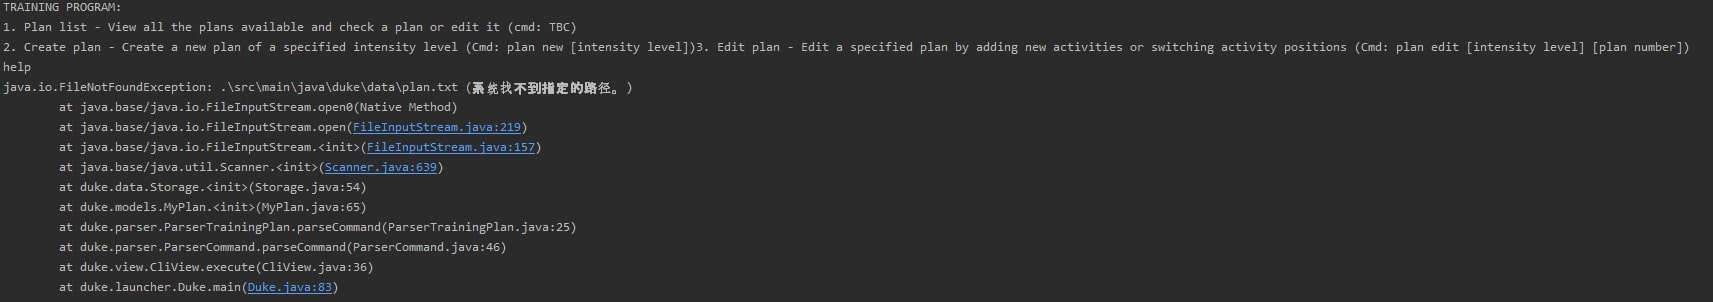 TRAINING PROGRAM:
1. Plan list - View all the plans available and check a plan or edit it (cmd: TBC)
2. Create plan - Create a new plan of a specified intensity level (Cmd: plan new [intensity level])3. Edit plan - Edit a specified plan by adding new activities or switching activity positions (Cmd: plan edit [intensity level] [plan number])
help
java.io.FileNotFoundException: .\src\main\java\duke\data\plan.txt (系统找不到指定的路径。)
at java.base/java.io.FileInputStream.open0(Native Method)
at java.base/java.io.FileInputStream.open(FileInputStream.java:219)
at java.base/java.io.FileInputStream.<init>(FileInputStream.java:157)
at java.base/java.util.Scanner.<init>(Scanner.java:639)
at duke.data.Storage.<init>(Storage.java:54)
at duke.models.MyPlan.<init>(MyPlan.java:65)
at duke.parser.ParserTrainingPlan.parseCommand(ParserTrainingPlan.java:25)
at duke.parser.ParserCommand.parseCommand(ParserCommand.java:46)
at duke.view.CliView.execute(CliView.java:36)
at duke.launcher.Duke.main(Duke.java:83)